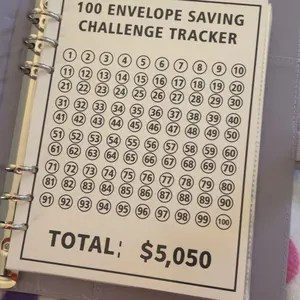 100 ENVELOPE SAVING
CHALLENGE TRACKER
1 2 3 4 5 6 7 8 9 10
11 12 13 14 15 16 17 18 19 20
21 22 23 24 25 26 27 28 29 30
31 32 33 34 35 36 37 38 39 40
41 42 43 44 45 46 47 48 49 50
51 52 53 54 55 56 57 58 59 60
61 62 63 64 65 66 67 68 69 70
71 72 73 74 75 76 77 78 79 80
81 82 83 84 85 86 87 88 89 90
91 92 93 94 95 96 97 98 99 100
TOTAL: $5,050